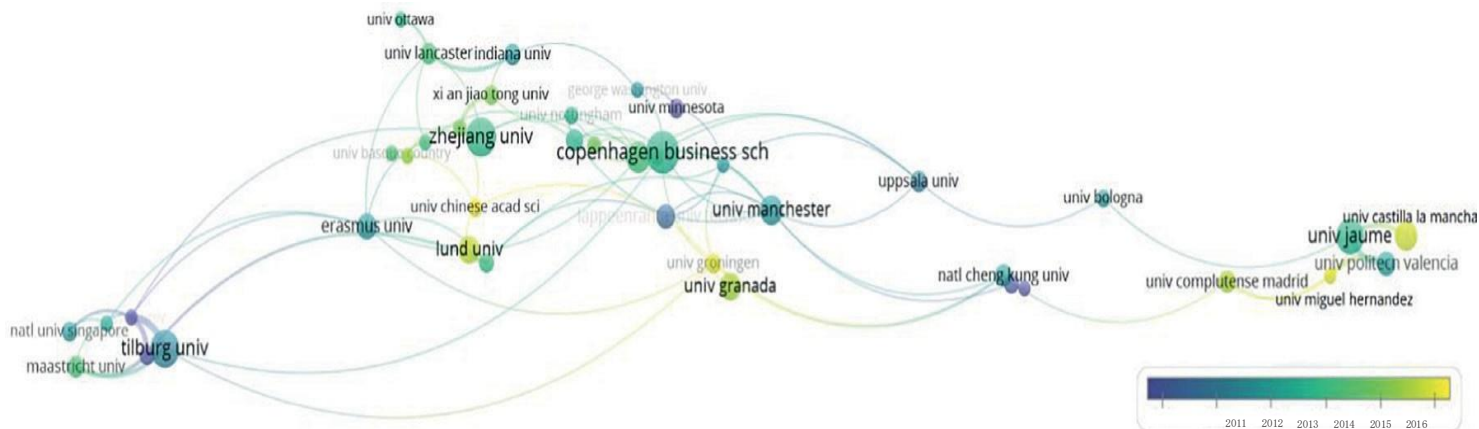 univ ottawa
univ lancaster
indiana univ
xi an jiao tong univ
george washington univ
univ minnesota
univ nottingham
zhejiang univ
copenhagen business sch
univ basque country
uppsala univ
univ bologna
univ chinese acad sci
univ manchester
univ castilla la mancha
erasmus univ
univ jaume
lund univ
univ groningen
univ politecn valencia
natl cheng kung univ
univ complutense madrid
univ granada
univ miguel hernandez
natl univ singapore
tilburg univ
maastricht univ
2011 2012 2013 2014 2015 2016